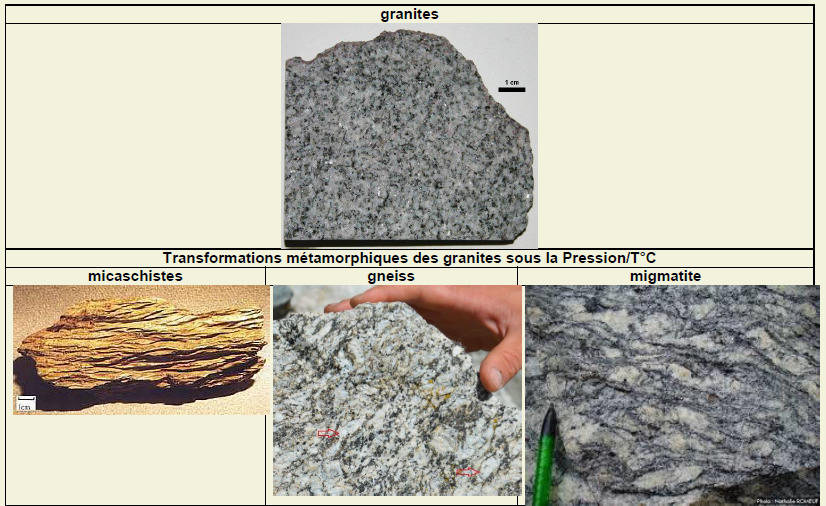 granites
1 cm
Transformations métamorphiques des granites sous la Pression/T°C
micaschistes
gneiss
migmatite
1cm
Photo : Nathalie ROMEUF